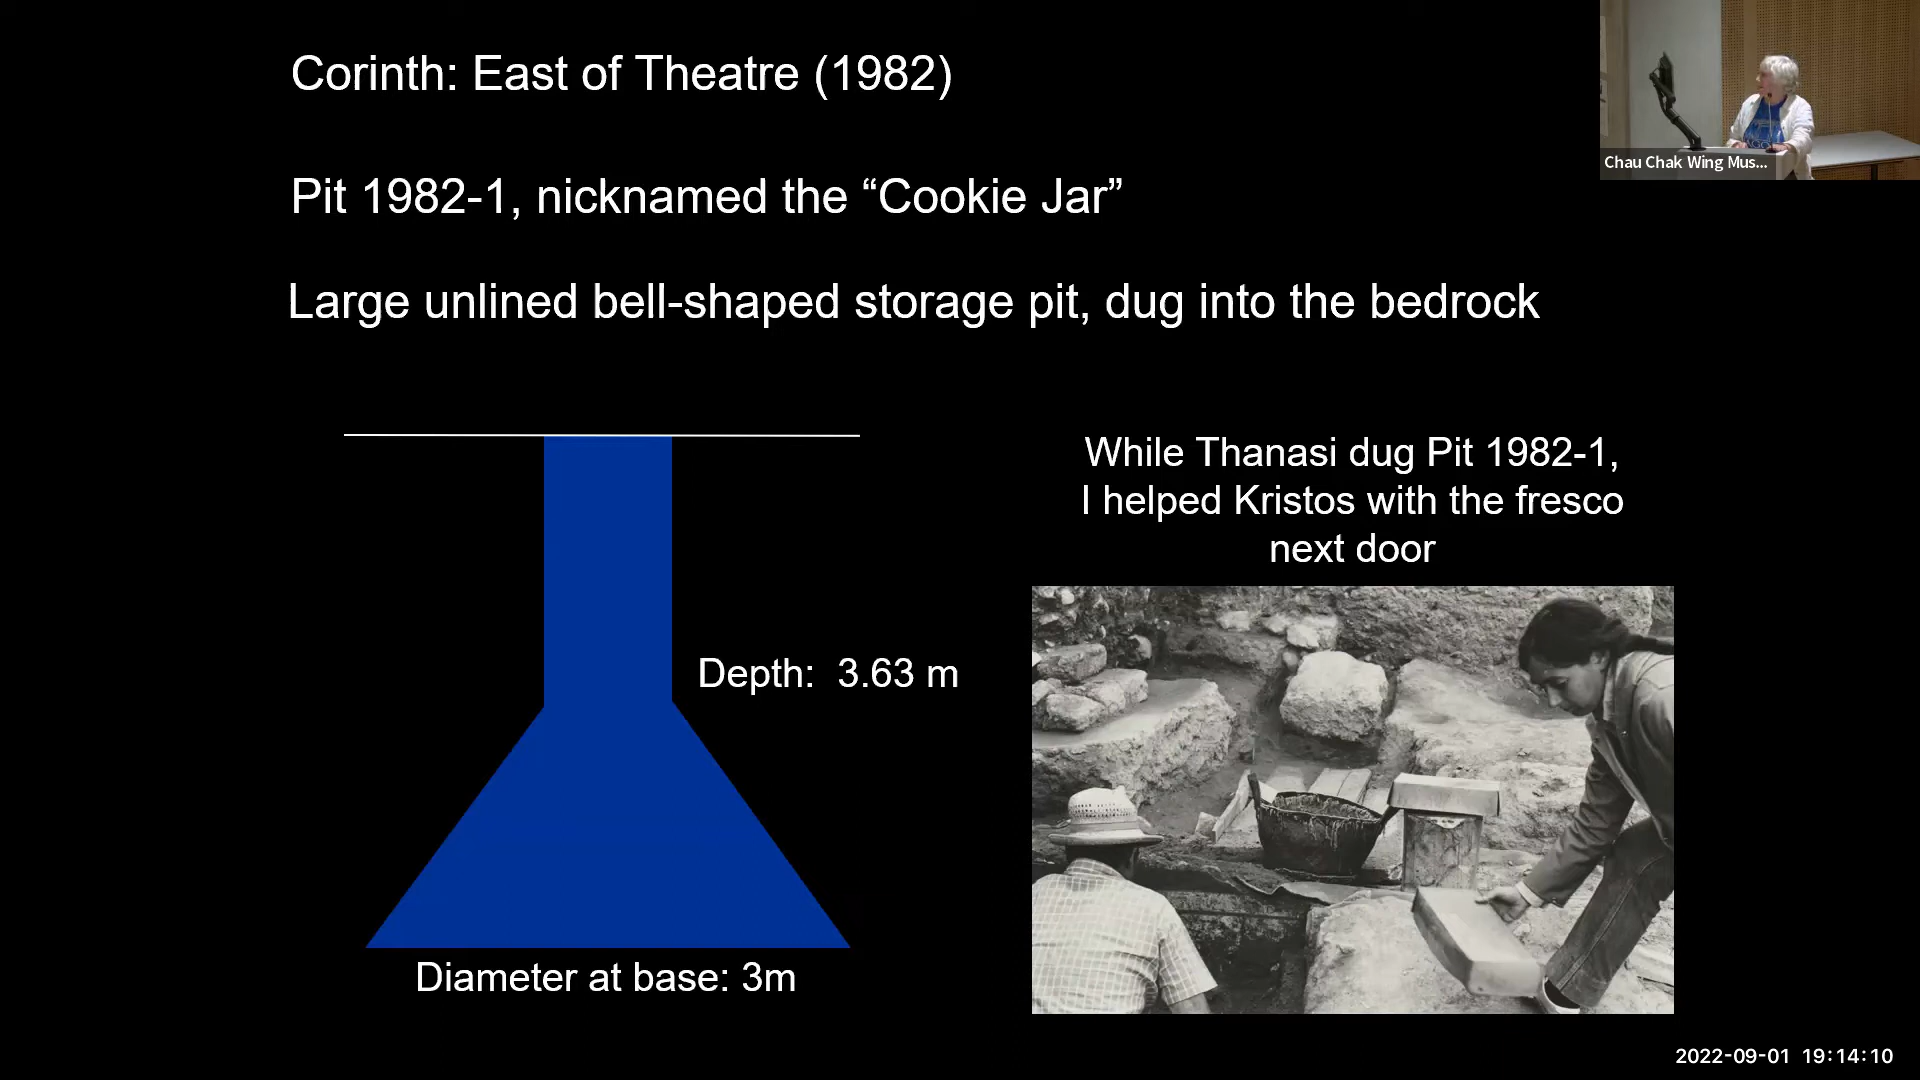 Corinth: East of Theatre (1982)
Chau Chak Wing Mus...
Pit 1982-1, nicknamed the “Cookie Jar”
Large unlined bell-shaped storage pit, dug into the bedrock
While Thanasi dug Pit 1982-1,
I helped Kristos with the fresco
next door
Depth:  3.63 m
Diameter at base: 3m
2022-09-01 19:14:10